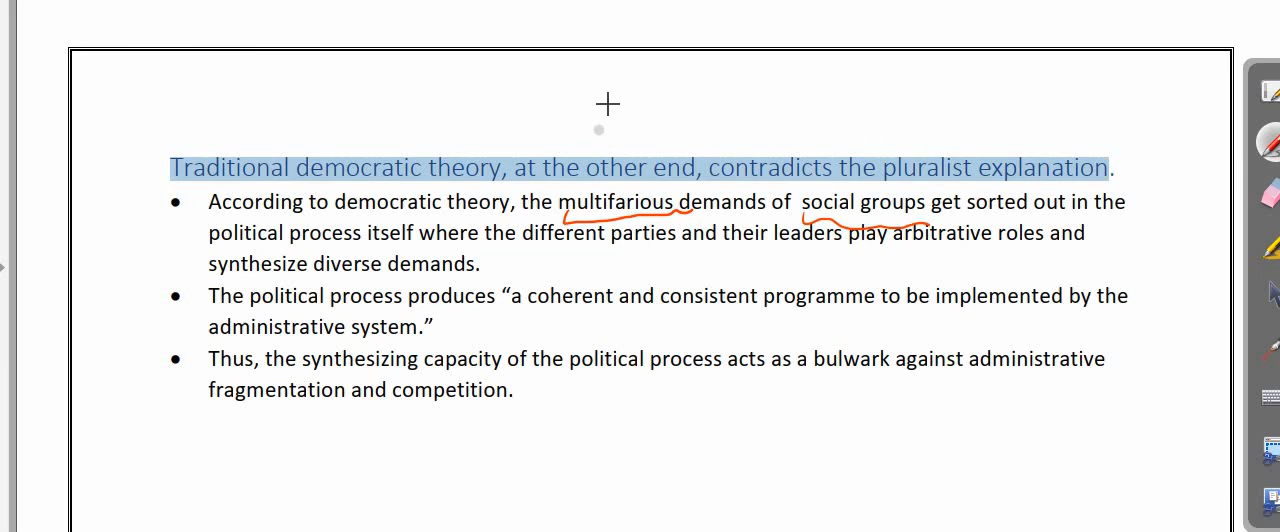 Traditional democratic theory, at the other end, contradicts the pluralist explanation.
• According to democratic theory, the multifarious demands of social groups get sorted out in the
political process itself where the different parties and their leaders play arbitrative roles and
synthesize diverse demands.
• The political process produces “a coherent and consistent programme to be implemented by the
administrative system.”
• Thus, the synthesizing capacity of the political process acts as a bulwark against administrative
fragmentation and competition.